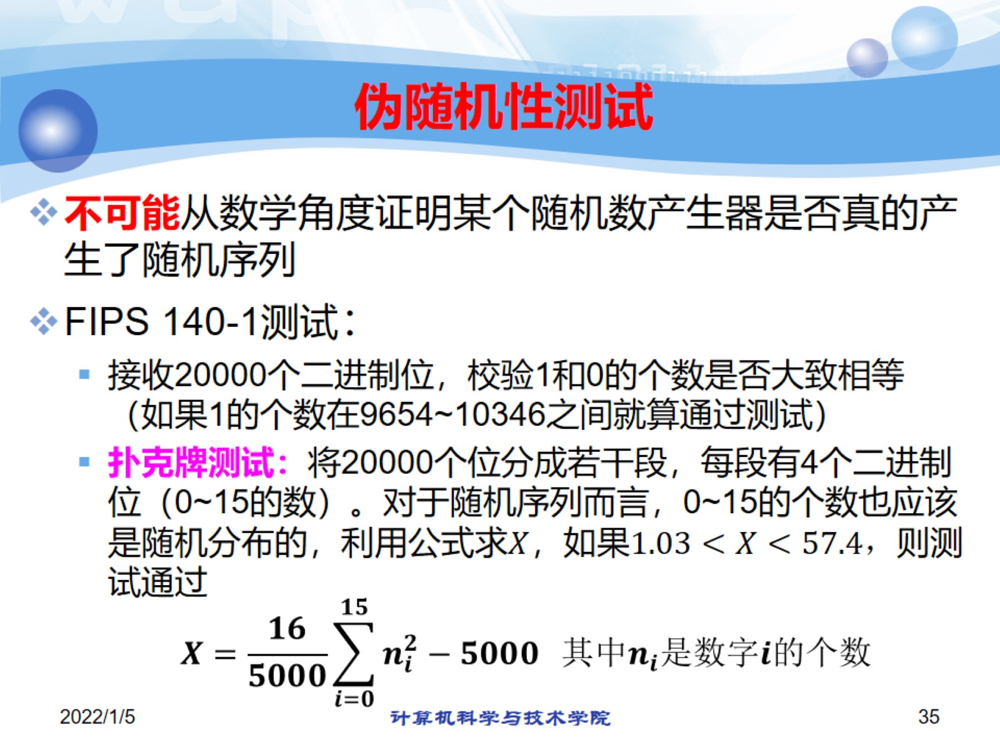 伪随机性测试
不可能从数学角度证明某个随机数产生器是否真的产
生了随机序列
FIPS 140-1测试：
接收20000个二进制位，校验1和0的个数是否大致相等
（如果1的个数在9654~10346之间就算通过测试）
扑克牌测试：将20000个位分成若干段，每段有4个二进制
位（0~15的数）。对于随机序列而言，0~15的个数也应该
是随机分布的，利用公式求X，如果1.03 < X < 57.4，则测
试通过
X = \frac{16}{5000} \sum_{i=0}^{15} n_i^2 − 5000 其中n_i是数字i的个数
2022/1/5 计算机科学与技术学院 35